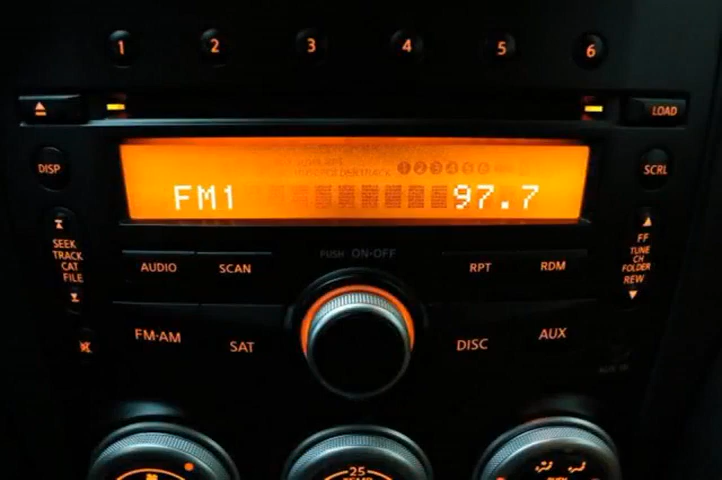 1 2 3 4 5 6
LOAD
DISP
SCRL
FM1 97.7
SEEK
TRACK
CAT
FILE
FF
TUNE
CH
FOLDER
REW
PUSH ON-OFF
AUDIO SCAN RPT RDM
FM·AM SAT DISC AUX
25
TEMP